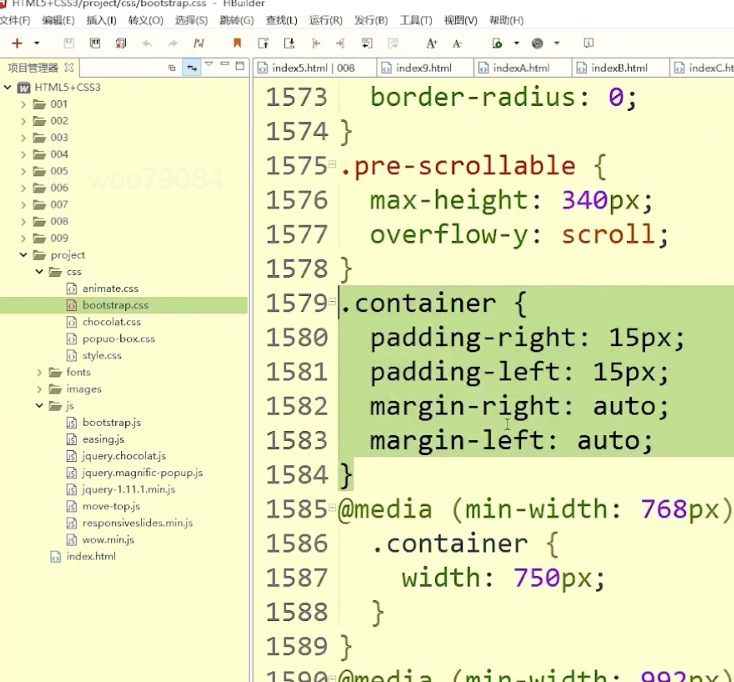 HTML5+CSS3/project/css/bootstrap.css - HBuilder
文件(F) 编辑(E) 插入(I) 转义(O) 选择(S) 跳转(G) 查找(L) 运行(R) 发行(B) 工具(T) 视图(V) 帮助(H)
项目管理器
index5.html | 008 index9.html indexA.html indexB.html indexC.ht
HTML5+CSS3
001
002
003
004
005
006
007
008
009
project
css
animate.css
bootstrap.css
chocolat.css
popuo-box.css
style.css
fonts
images
js
bootstrap.js
easing.js
jquery.chocolat.js
jquery.magnific-popup.js
jquery-1.11.1.min.js
move-top.js
responsiveslides.min.js
wow.min.js
index.html
woo79084
1573 border-radius: 0;
1574 }
1575 .pre-scrollable {
1576 max-height: 340px;
1577 overflow-y: scroll;
1578 }
1579 .container {
1580 padding-right: 15px;
1581 padding-left: 15px;
1582 margin-right: auto;
1583 margin-left: auto;
1584 }
1585 @media (min-width: 768px)
1586 .container {
1587 width: 750px;
1588 }
1589 }
1590 @media (min-width: 992px)